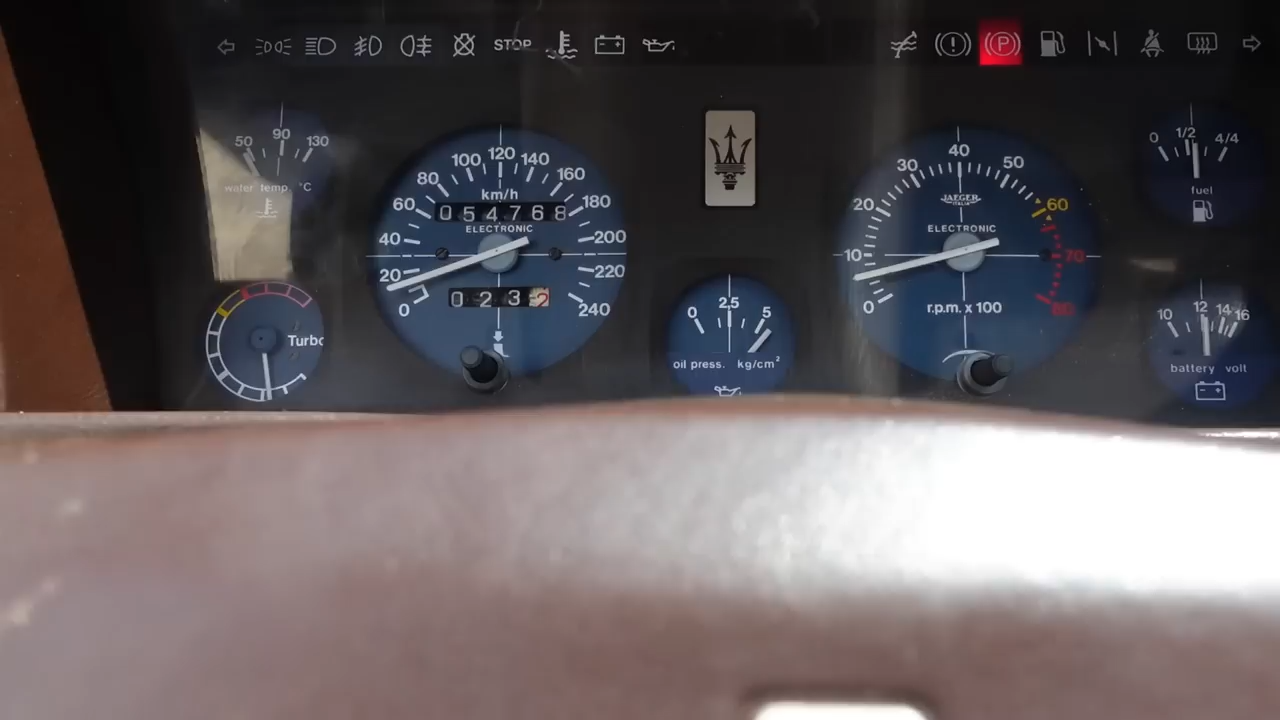 STOP
50 90 130
water temp. °C
0 20 40 60 80 100 120 140 160 180 200 220 240
km/h
054768
ELECTRONIC
0232
Turbo
0 2,5 5
oil press. kg/cm²
0 10 20 30 40 50 60 70 80
JAEGER
ITALIA
ELECTRONIC
r.p.m. x 100
P
0 1/2 4/4
fuel
10 12 14 16
battery volt